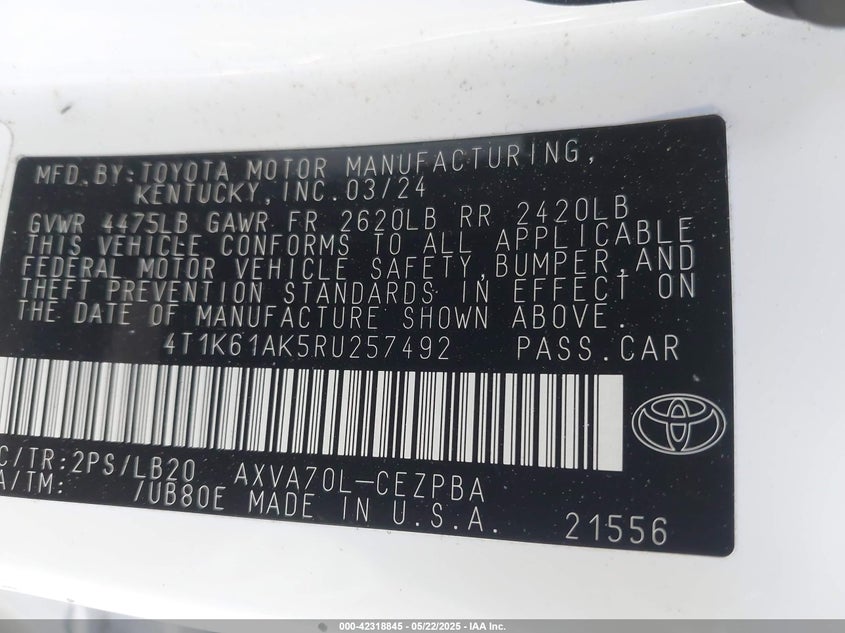 MFD.BY:TOYOTA MOTOR MANUFACTURING,
KENTUCKY,INC.03/24
GVWR 4475LB GAWR FR 2620LB RR 2420LB
THIS VEHICLE CONFORMS TO ALL APPLICABLE
FEDERAL MOTOR VEHICLE SAFETY,BUMPER,AND
THEFT PREVENTION STANDARDS IN EFFECT ON
THE DATE OF MANUFACTURE SHOWN ABOVE.
4T1K61AK5RU257492 PASS.CAR
C/TR:2PS/LB20 AXVA70L-CEZPBA
A/TM: /UB80E MADE IN U.S.A. 21556
000-42318845 - 05/22/2025 - IAA Inc.